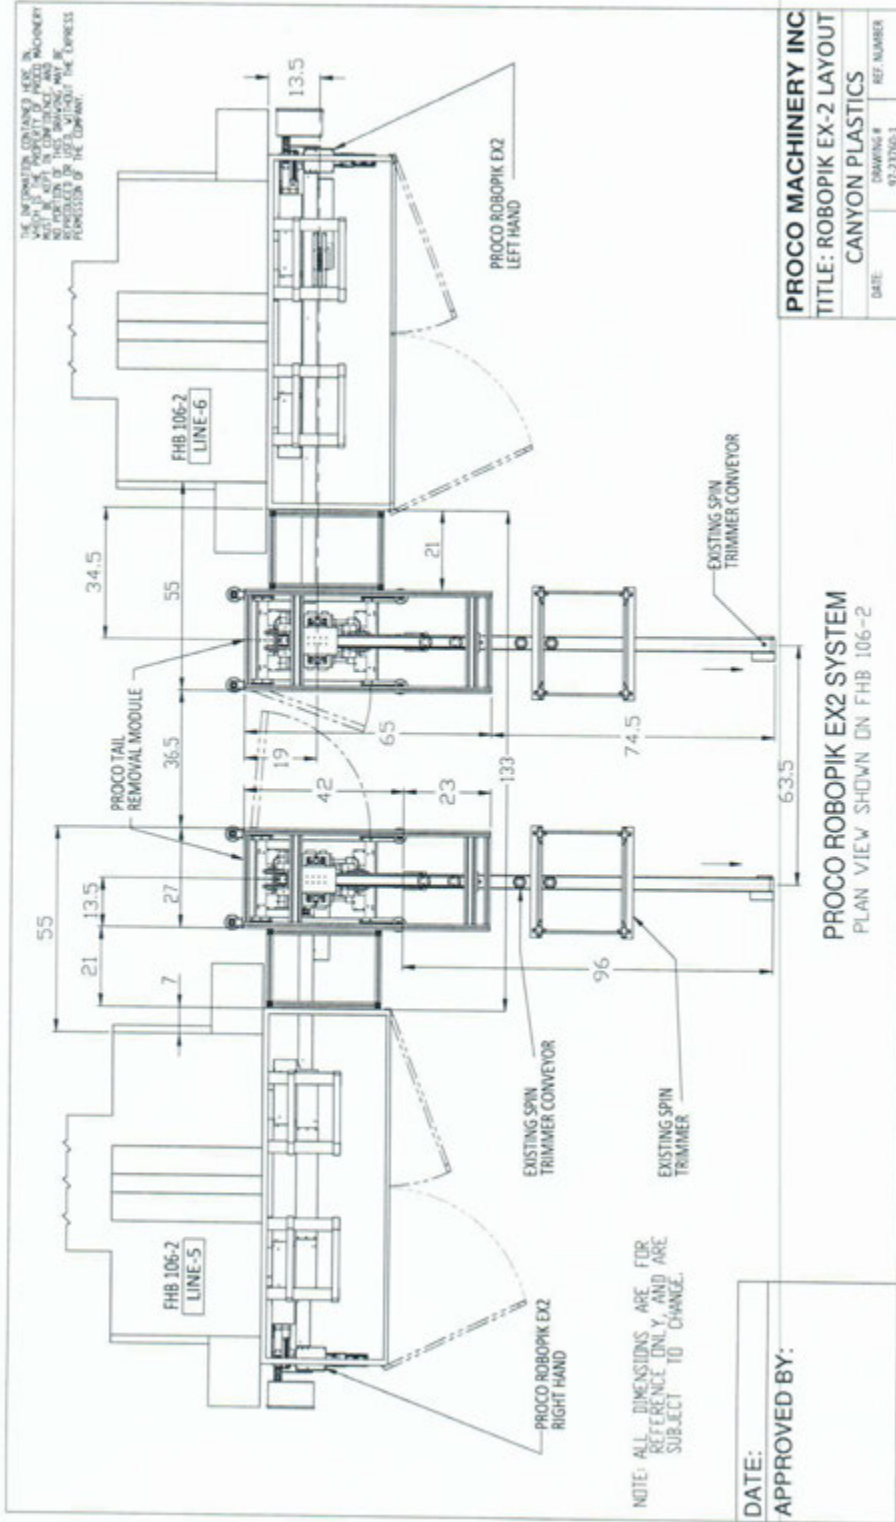 THE INFORMATION CONTAINED HERE IN,
WHICH IS THE PROPERTY OF PROCO MACHINERY
MUST BE KEPT IN CONFIDENCE, AND
NO PORTION OF THIS DRAWING MAY BE
REPRODUCED OR USED, WITHOUT THE EXPRESS
PERMISSION OF THE COMPANY.
FHB 106-2
LINE-5
FHB 106-2
LINE-6
PROCO TAIL
REMOVAL MODULE
55
21
13.5
7
27
36.5
55
34.5
13.5
19
42
65
23
21
133
96
74.5
63.5
PROCO ROBOPIK EX2
RIGHT HAND
PROCO ROBOPIK EX2
LEFT HAND
EXISTING SPIN
TRIMMER CONVEYOR
EXISTING SPIN
TRIMMER
EXISTING SPIN
TRIMMER CONVEYOR
NOTE: ALL DIMENSIONS ARE FOR
REFERENCE ONLY, AND ARE
SUBJECT TO CHANGE.
PROCO ROBOPIK EX2 SYSTEM
PLAN VIEW SHOWN ON FHB 106-2
DATE:
APPROVED BY:
PROCO MACHINERY INC
TITLE: ROBOPIK EX-2 LAYOUT
CANYON PLASTICS
DATE:
DRAWING #
REF. NUMBER